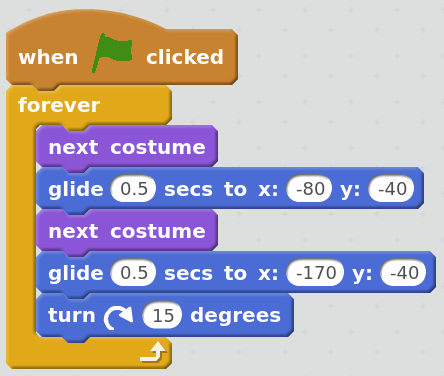 when clicked
forever
next costume
glide 0.5 secs to x: -80 y: -40
next costume
glide 0.5 secs to x: -170 y: -40
turn 15 degrees